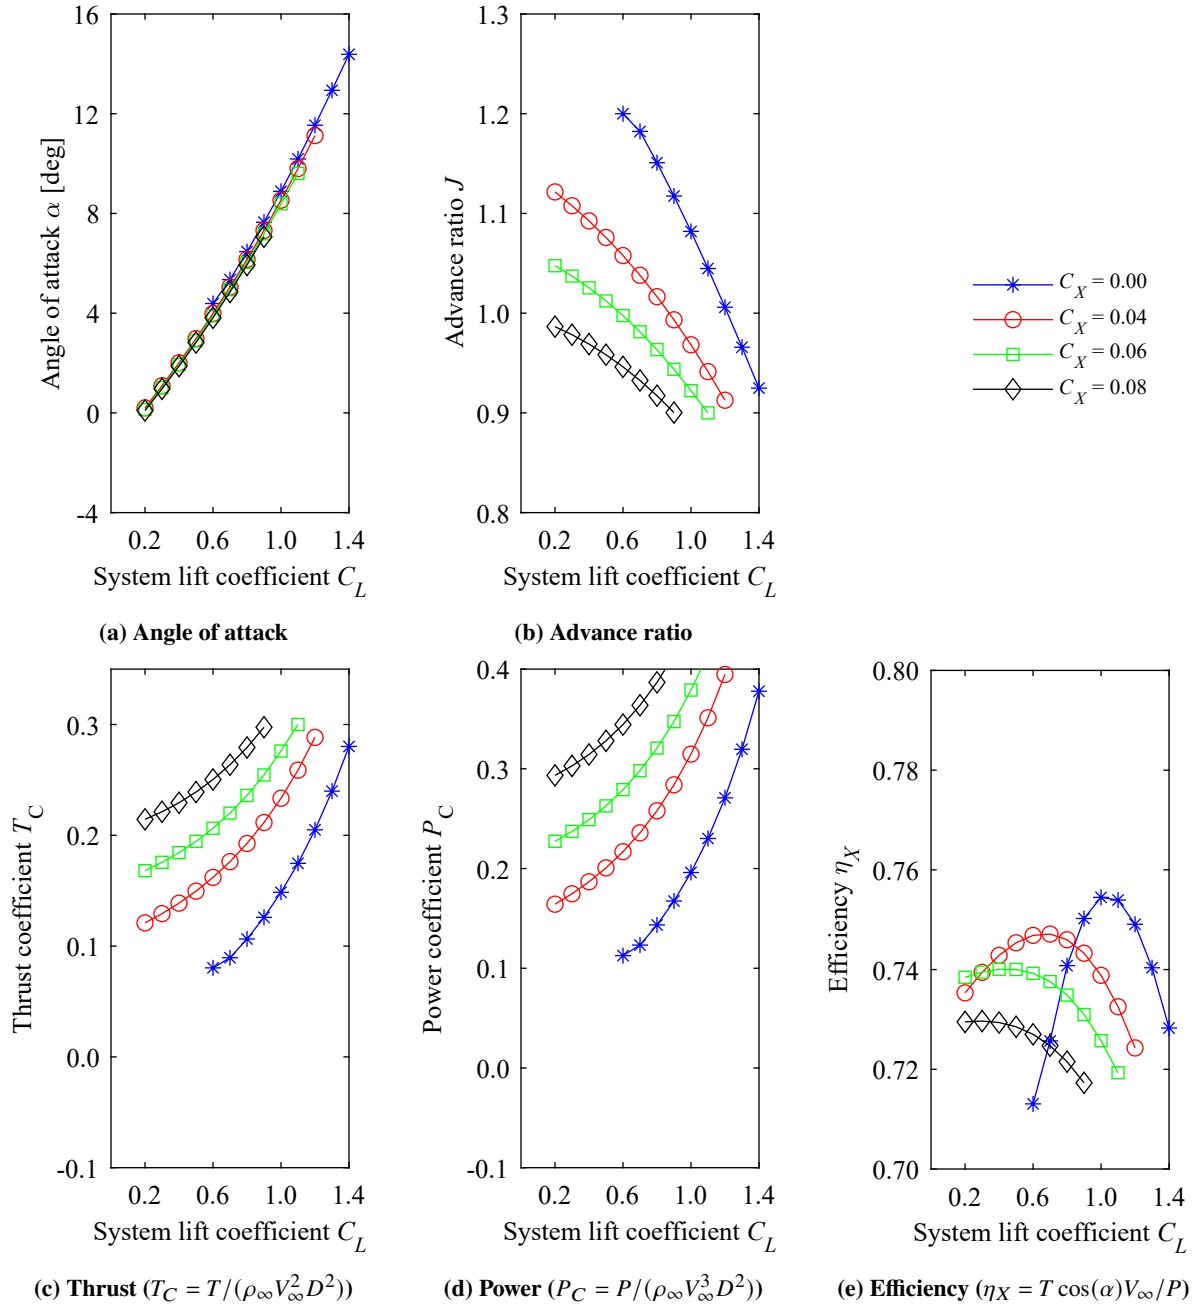 16
12
8
4
0
-4
0.2 0.6 1.0 1.4
Angle of attack α [deg]
System lift coefficient C_L
(a) Angle of attack
1.3
1.2
1.1
1.0
0.9
0.8
0.2 0.6 1.0 1.4
Advance ratio J
System lift coefficient C_L
(b) Advance ratio
C_X = 0.00
C_X = 0.04
C_X = 0.06
C_X = 0.08
0.3
0.2
0.1
0.0
-0.1
0.2 0.6 1.0 1.4
Thrust coefficient T_C
System lift coefficient C_L
(c) Thrust (T_C = T/(ρ_∞V_∞^2D^2))
0.4
0.3
0.2
0.1
0.0
-0.1
0.2 0.6 1.0 1.4
Power coefficient P_C
System lift coefficient C_L
(d) Power (P_C = P/(ρ_∞V_∞^3D^2))
0.80
0.78
0.76
0.74
0.72
0.70
0.2 0.6 1.0 1.4
Efficiency η_X
System lift coefficient C_L
(e) Efficiency (η_X = T cos(α)V_∞/P)